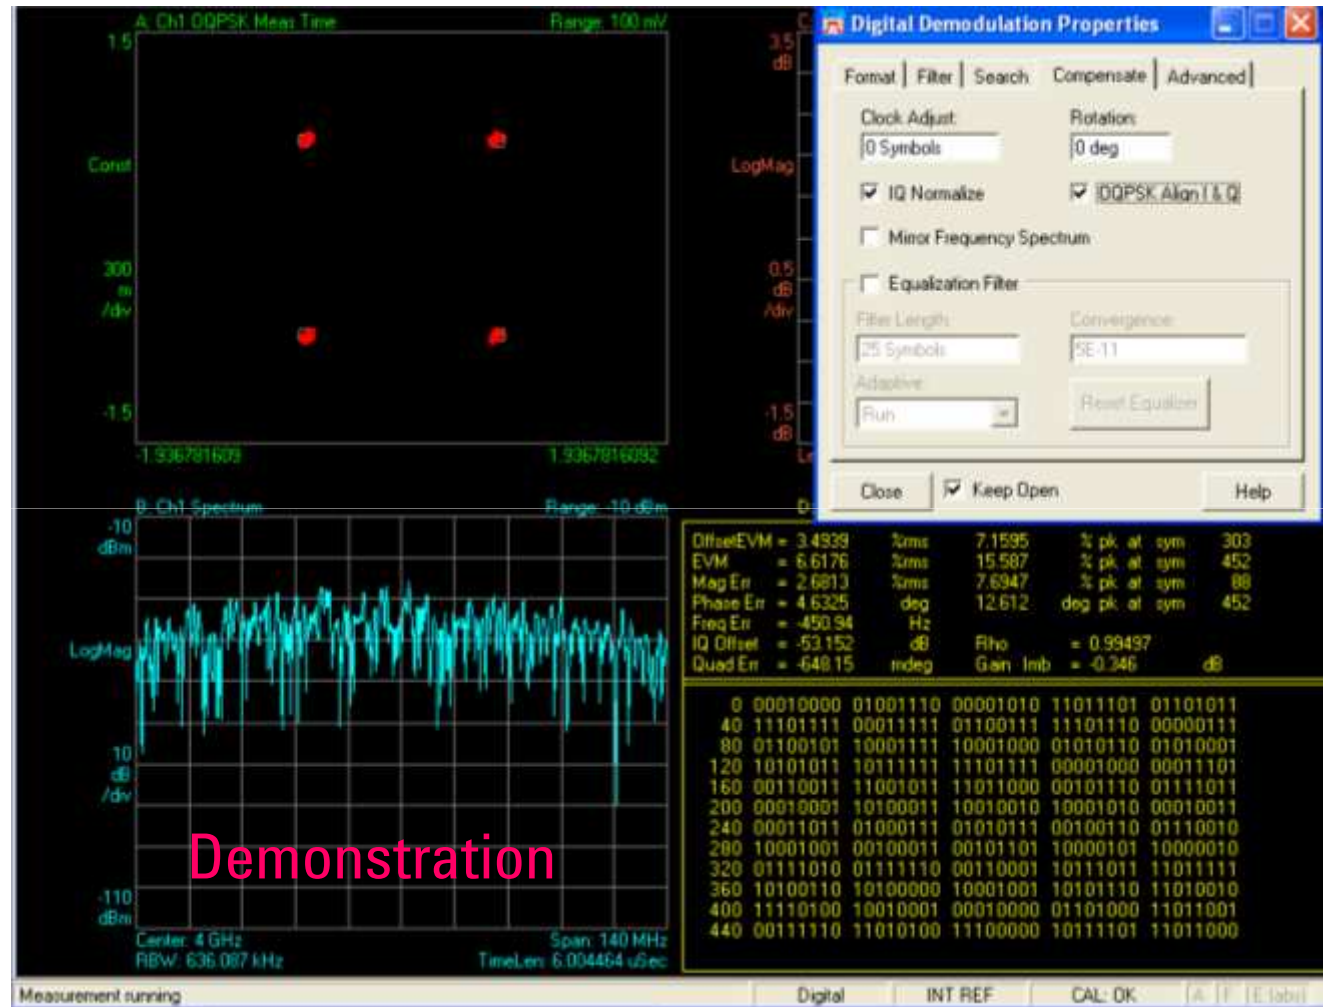 A: Ch1 OQPSK Meas Time Range: 100 mV
1.5
Const
300
m
/div
-1.5
-1.936781609 1.9367816092
3.5
dB
LogMag
0.5
dB
/div
-1.5
dB
Digital Demodulation Properties
Format Filter Search Compensate Advanced
Clock Adjust: Rotation:
0 Symbols 0 deg
IQ Normalize OQPSK Align I & Q
Mirror Frequency Spectrum
Equalization Filter
Filter Length: Convergence:
25 Symbols 5E-11
Adaptive:
Run Reset Equalizer
Close Keep Open Help
B: Ch1 Spectrum Range: -10 dBm
-10
dBm
LogMag
10
dB
/div
-110
dBm
Center: 4 GHz Span: 140 MHz
RBW: 636.087 kHz TimeLen: 6.004464 uSec
Demonstration
OffsetEVM = 3.4939 %rms 7.1595 % pk at sym 303
EVM = 6.6176 %rms 15.587 % pk at sym 452
Mag Err = 2.6813 %rms 7.6947 % pk at sym 88
Phase Err = 4.6325 deg 12.612 deg pk at sym 452
Freq Err = -450.94 Hz
IQ Offset = -53.152 dB Rho = 0.99497
Quad Err = -648.15 mdeg Gain Imb = -0.346 dB
0 00010000 01001110 00001010 11011101 01101011
40 11101111 00011111 01100111 11101110 00000111
80 01100101 10001111 10001000 01010110 01010001
120 10101011 10111111 11101111 00001000 00011101
160 00110011 11001011 11011000 00101110 01111011
200 00010001 10100011 10010010 10001010 00010011
240 00011011 01000111 01010111 00100110 01110010
280 10001001 00010011 00101101 10000101 10000010
320 01111010 01111110 00110001 10101111 11011111
360 10100110 10100000 10001001 10101110 11010010
400 11110100 10010001 00010000 01101000 11011001
440 00111110 11010100 11100000 10111101 11011000
Measurement running Digital INT REF CAL: OK